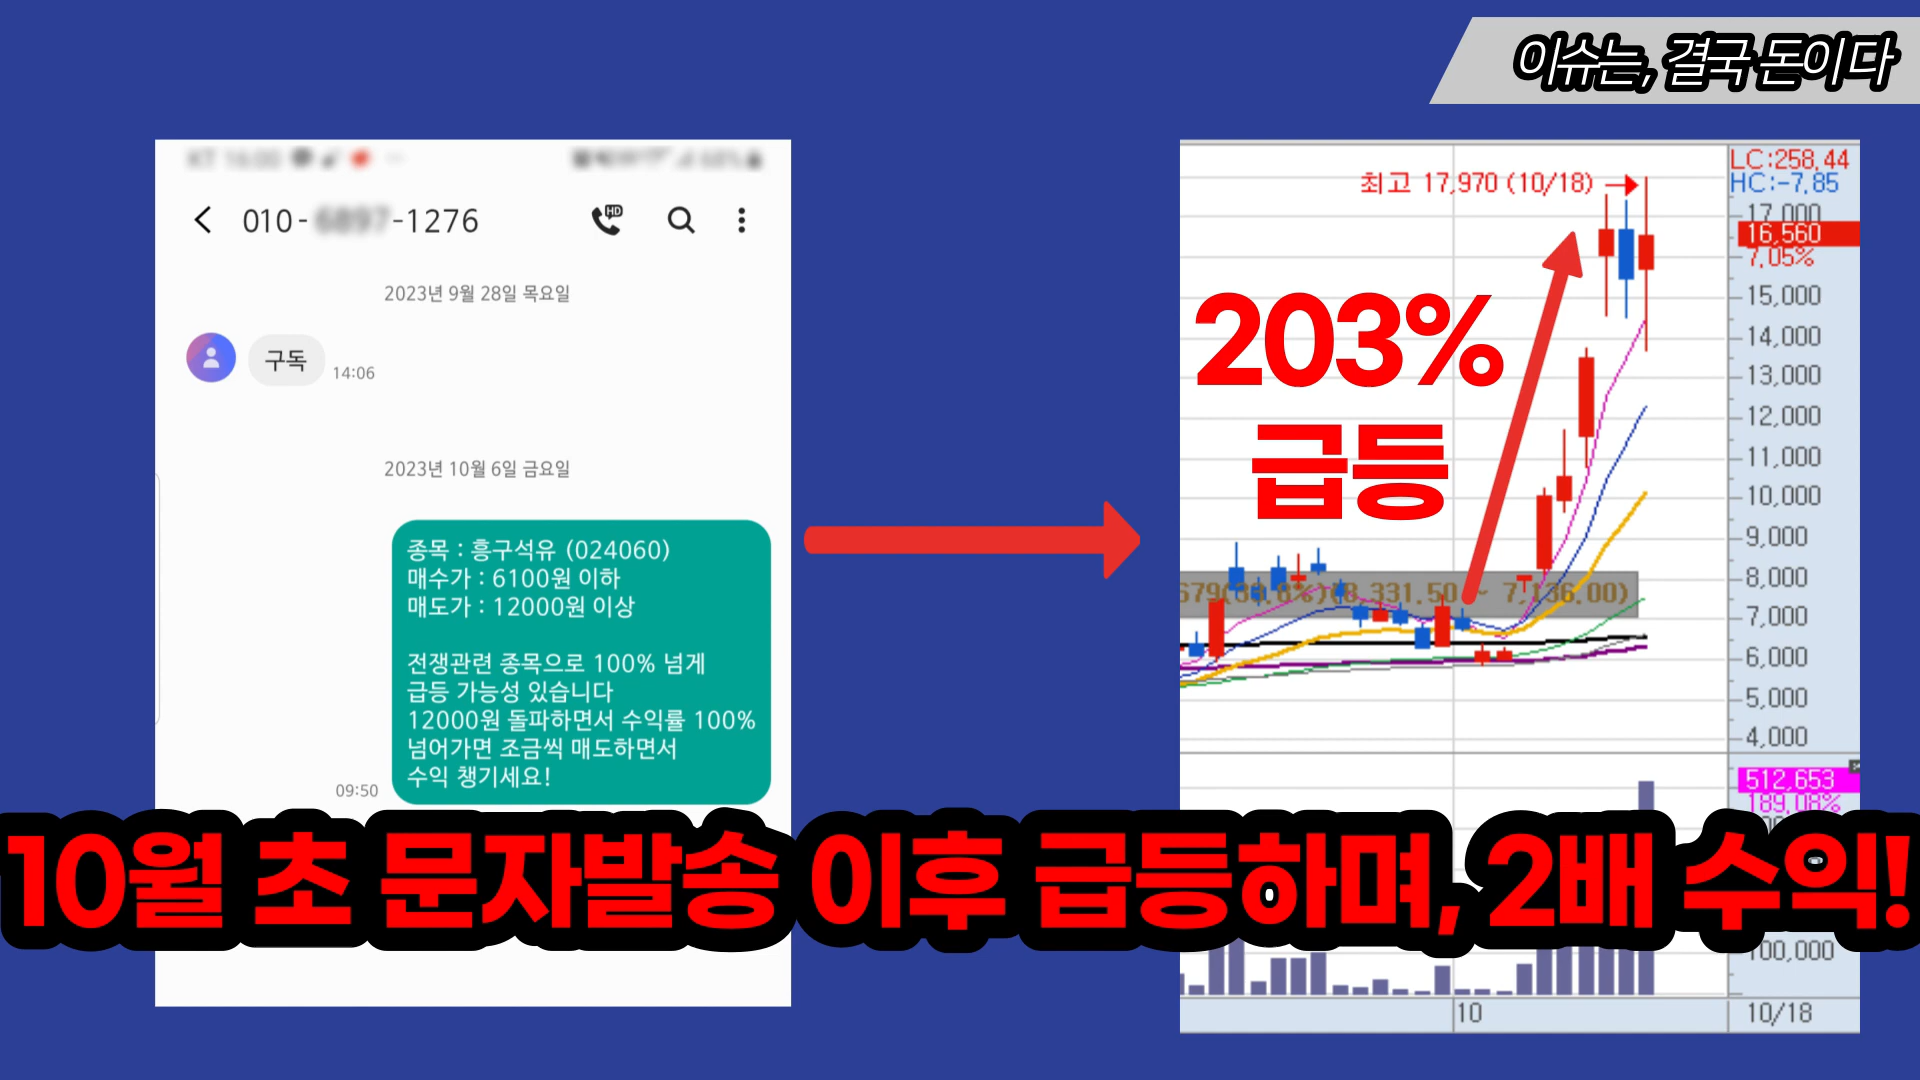 이슈는, 결국 돈이다
010-
-1276
2023년 9월 28일 목요일
구독
14:06
2023년 10월 6일 금요일
종목 : 흥구석유 (024060)
매수가 : 6100원 이하
매도가 : 12000원 이상
전쟁관련 종목으로 100% 넘게
급등 가능성 있습니다
12000원 돌파하면서 수익률 100%
넘어가면 조금씩 매도하면서
수익 챙기세요!
09:50
최고 17,970 (10/18)
LC:258,44
HC:-7,85
17,000
16,560
7,05%
15,000
14,000
13,000
12,000
11,000
10,000
9,000
8,000
7,000
6,000
5,000
4,000
203%
급등
8,331.50 ~ 7,136.00)
512,653
189,08%
10월 초 문자발송 이후 급등하며, 2배 수익!
100,000
10
10/18